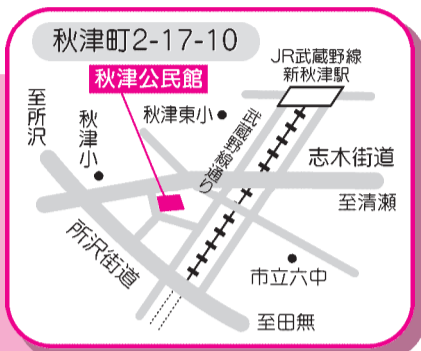 秋津町2-17-10
JR武蔵野線
新秋津駅
秋津公民館
至所沢
秋津小
秋津東小
武蔵野線通り
志木街道
至清瀬
所沢街道
市立六中
至田無